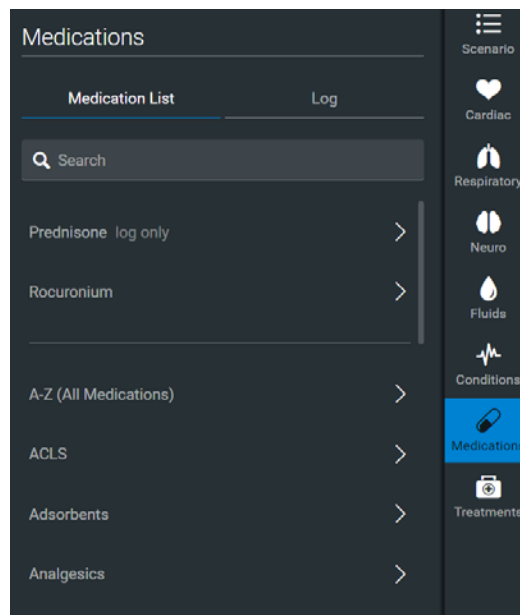 Medications
Medication List
Log
Search
Prednisone log only
Rocuronium
A-Z (All Medications)
ACLS
Adsorbents
Analgesics
Scenario
Cardiac
Respiratory
Neuro
Fluids
Conditions
Medications
Treatments